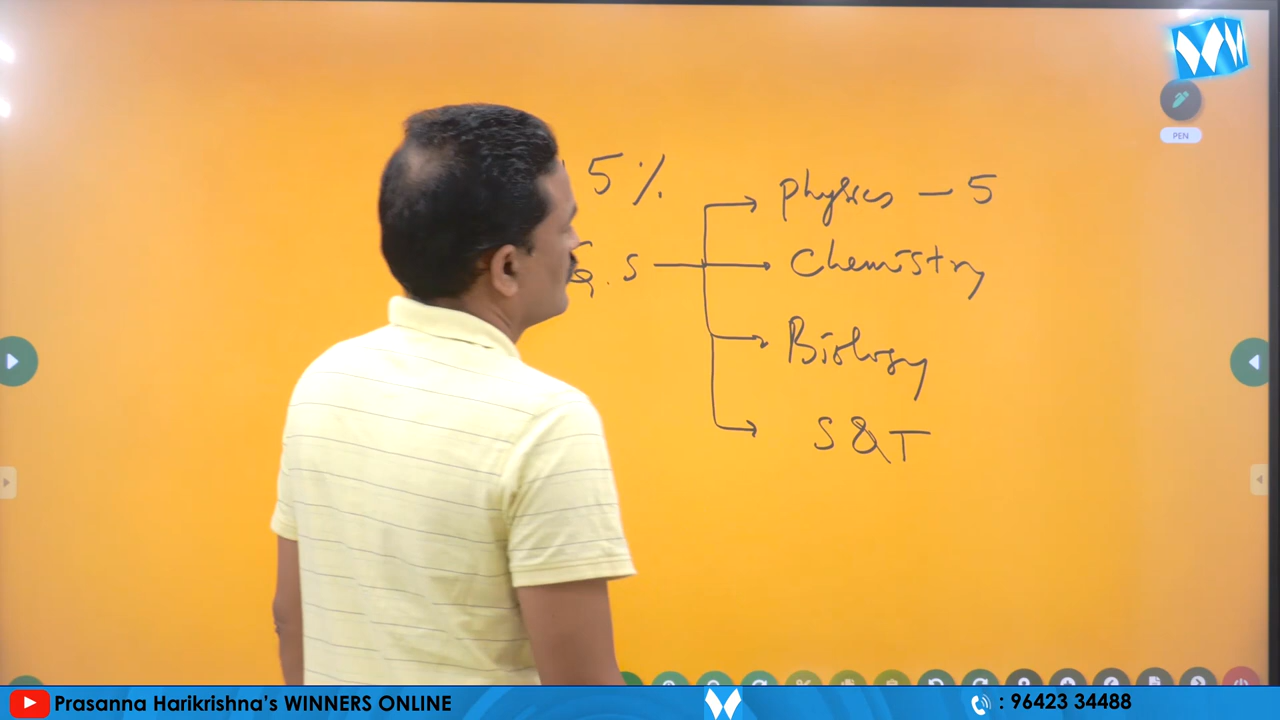 5%
Physics – 5
G.S
Chemistry
Biology
S&T
PEN
Prasanna Harikrishna's WINNERS ONLINE
: 96423 34488